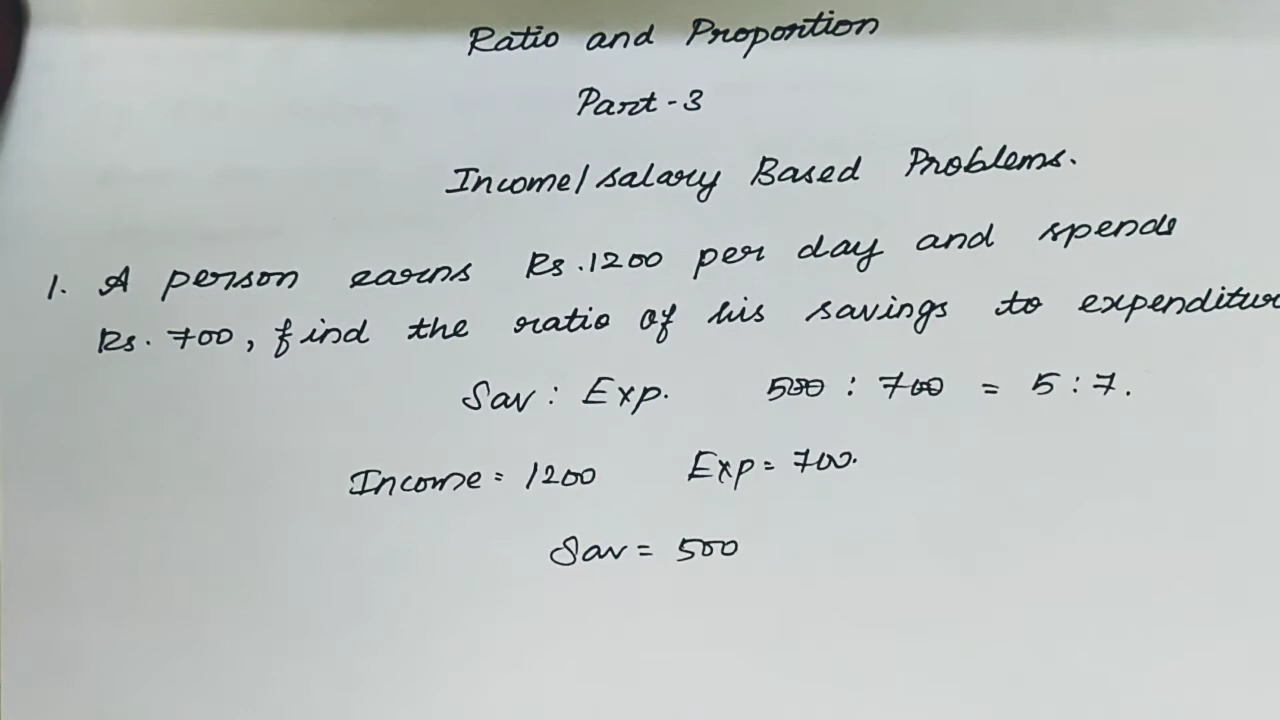 Ratio and Proportion
Part-3
Income/salary Based Problems.
1. A person earns Rs.1200 per day and spends
Rs. 700, find the ratio of his savings to expenditur
Sav : Exp. 500 : 700 = 5 : 7.
Income = 1200 Exp = 700.
Sav = 500